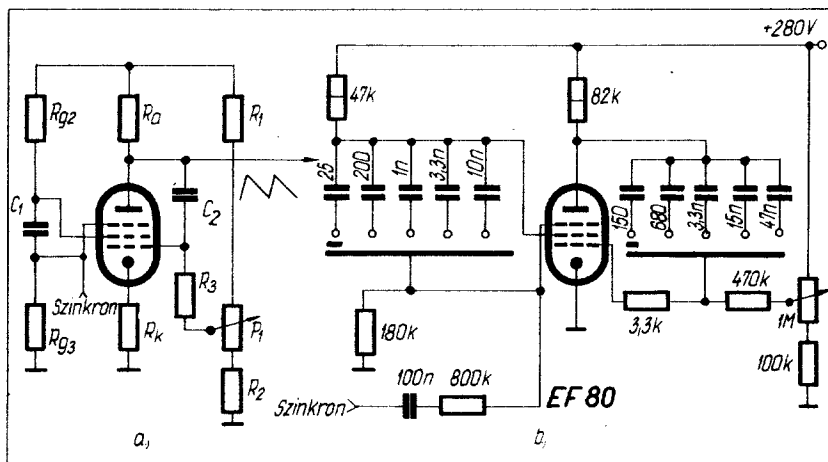 +280V
Rg2
Ra
R1
47k
82k
25
200
1n
3,3n
10n
150
680
3,3n
15n
47n
C1
C2
Szinkron
R3
Rg3
Rk
P1
R2
180k
3,3k
470k
1M
100k
100n
800k
Szinkron
EF 80
a,
b,